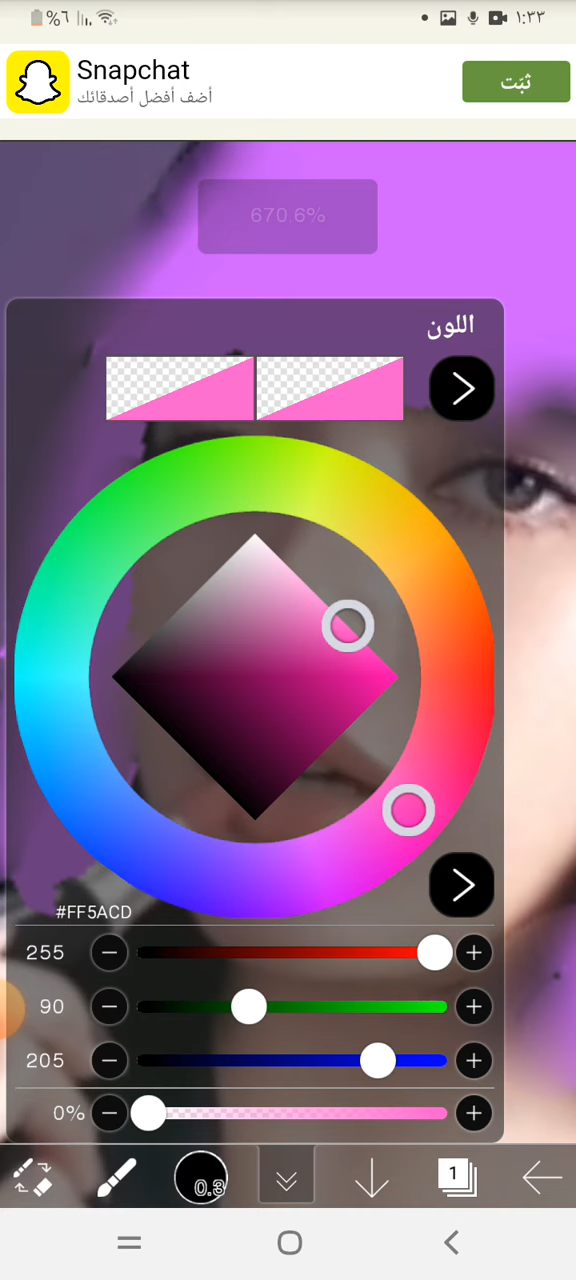 ١:٣٣
%٦
Snapchat
أضف أفضل أصدقائك
ثبّت
670.6%
اللون
#FF5ACD
255
90
205
0%
0.3
1